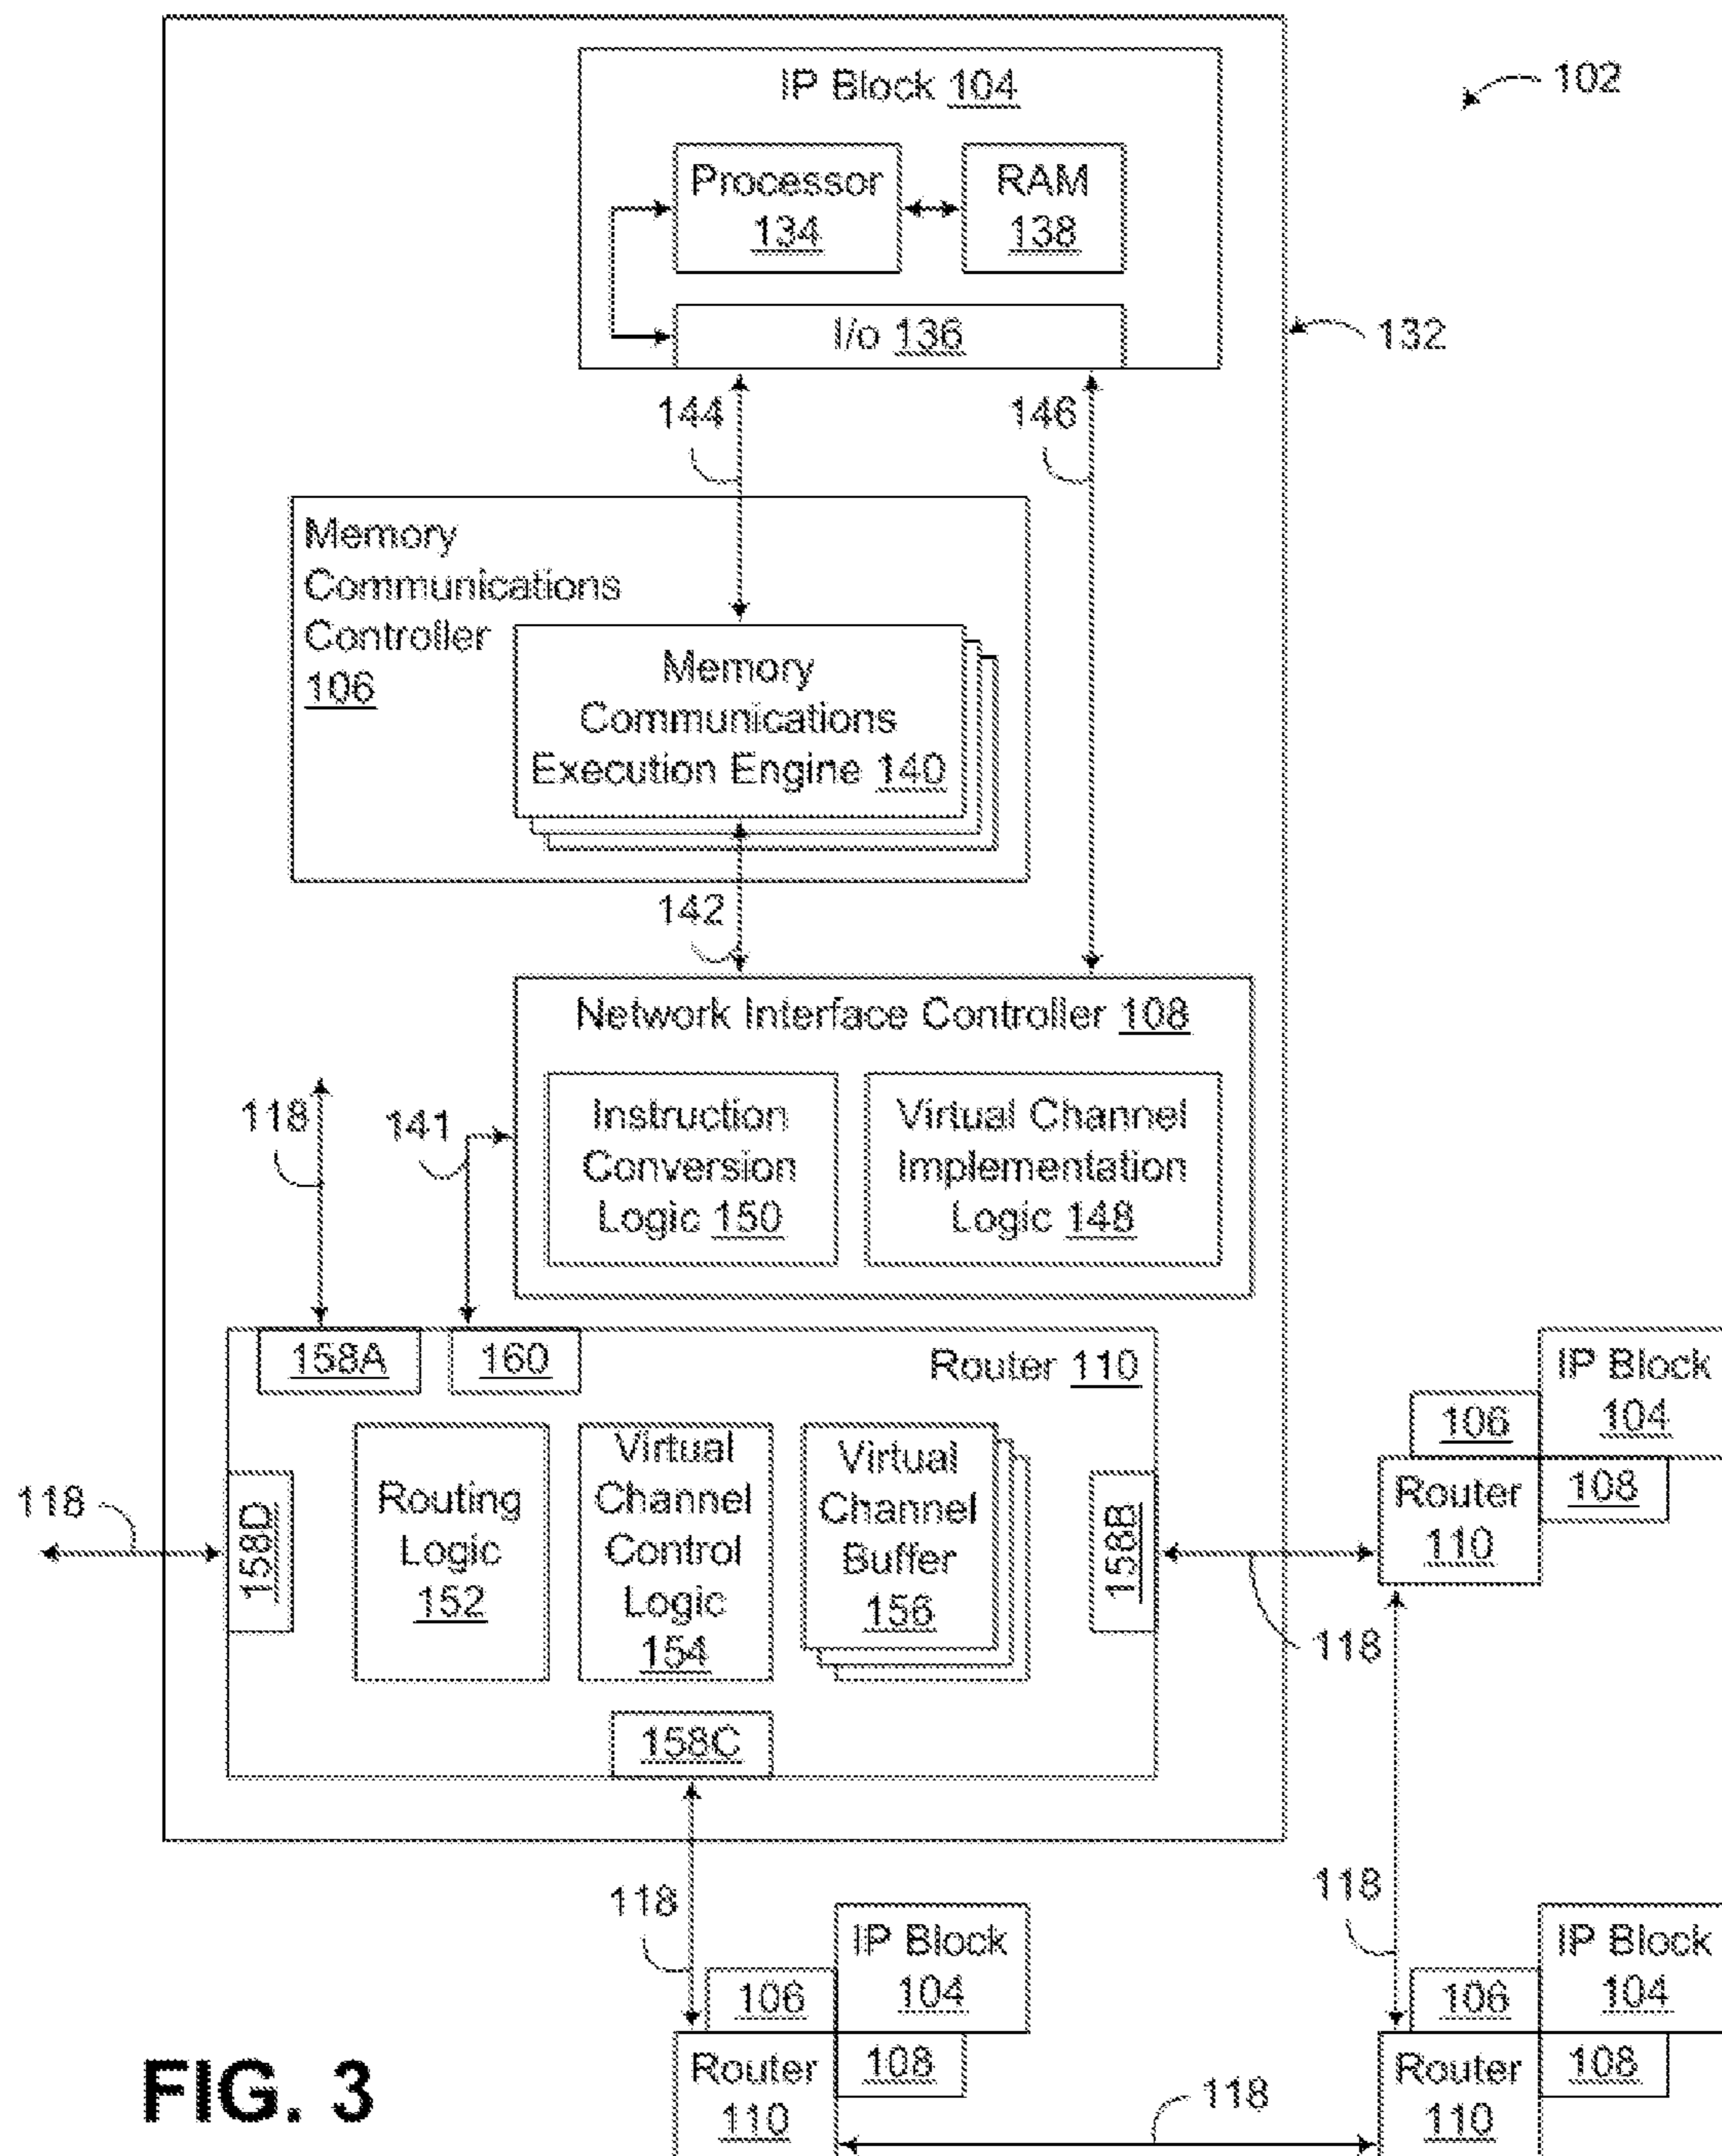 IP Block 104
102
Processor
134
RAM
138
I/o 136
132
144
146
Memory
Communications
Controller
106
Memory
Communications
Execution Engine 140
142
Network Interface Controller 108
118
141
Instruction
Conversion
Logic 150
Virtual Channel
Implementation
Logic 148
158A
160
Router 110
IP Block
104
106
108
Router
110
118
158D
Routing
Logic
152
Virtual
Channel
Control
Logic
154
Virtual
Channel
Buffer
156
158B
118
158C
118
118
IP Block
104
106
108
Router
110
IP Block
104
106
108
Router
110
118
FIG. 3